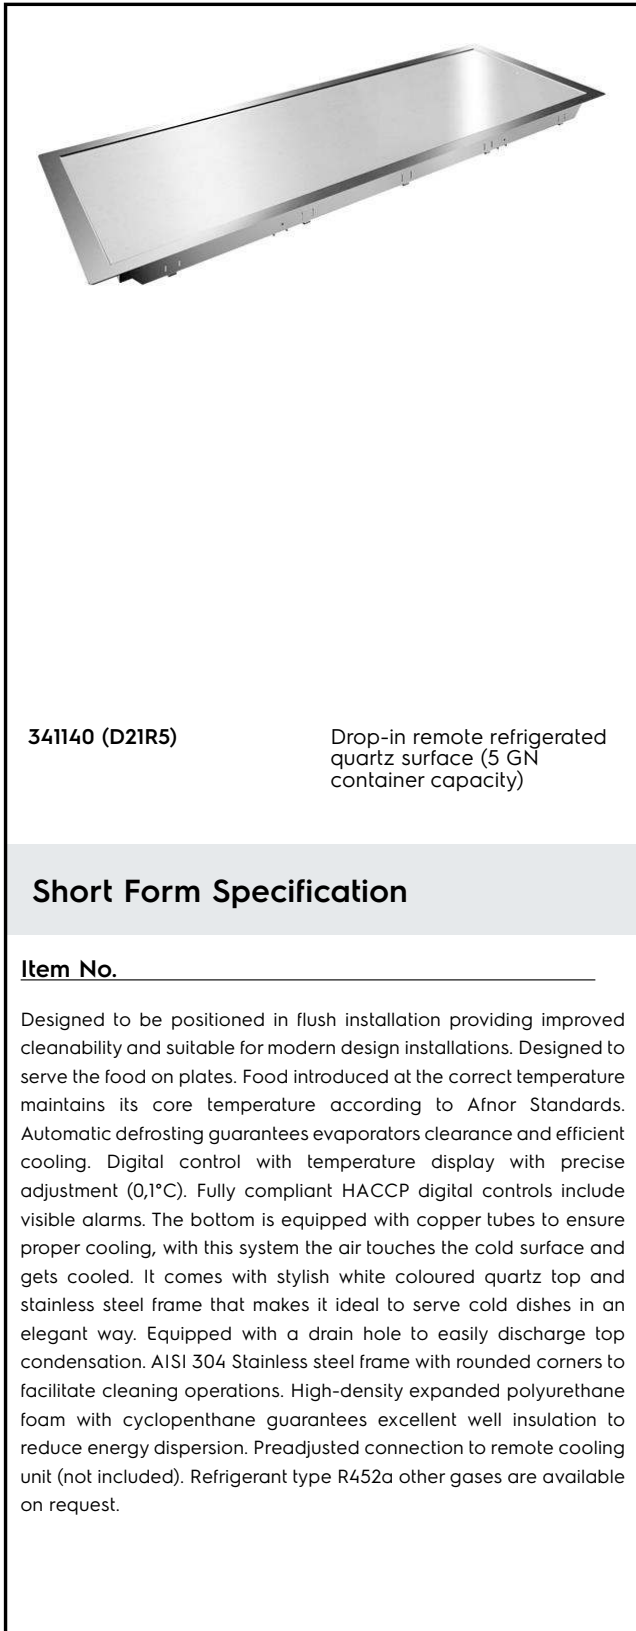 341140 (D21R5)
Drop-in remote refrigerated
quartz surface (5 GN
container capacity)
Short Form Specification
Item No.
Designed to be positioned in flush installation providing improved
cleanability and suitable for modern design installations. Designed to
serve the food on plates. Food introduced at the correct temperature
maintains its core temperature according to Afnor Standards.
Automatic defrosting guarantees evaporators clearance and efficient
cooling. Digital control with temperature display with precise
adjustment (0,1°C). Fully compliant HACCP digital controls include
visible alarms. The bottom is equipped with copper tubes to ensure
proper cooling, with this system the air touches the cold surface and
gets cooled. It comes with stylish white coloured quartz top and
stainless steel frame that makes it ideal to serve cold dishes in an
elegant way. Equipped with a drain hole to easily discharge top
condensation. AISI 304 Stainless steel frame with rounded corners to
facilitate cleaning operations. High-density expanded polyurethane
foam with cyclopenthane guarantees excellent well insulation to
reduce energy dispersion. Preadjusted connection to remote cooling
unit (not included). Refrigerant type R452a other gases are available
on request.